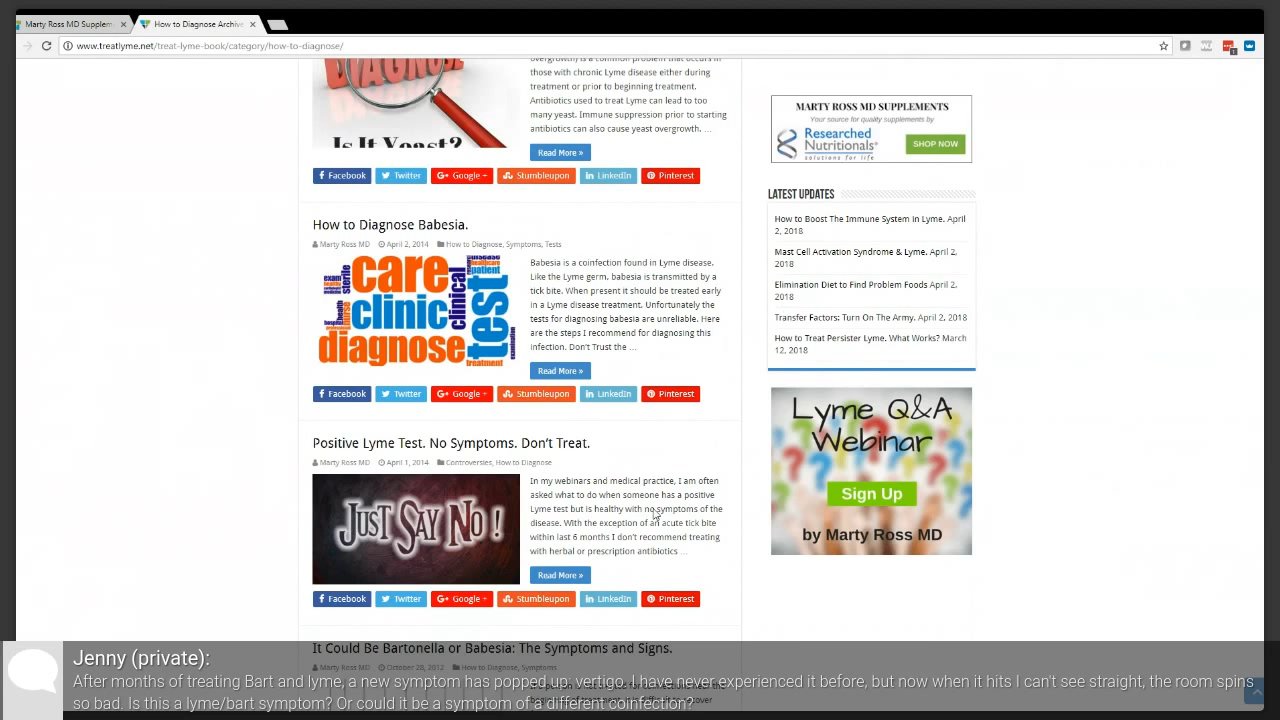 Marty Ross MD Supplem
How to Diagnose Archive
www.treatlyme.net/treat-lyme-book/category/how-to-diagnose/
DIAGNOSE
Is It Yeast?
overgrowth) is a common problem that occurs in
those with chronic Lyme disease either during
treatment or prior to beginning treatment.
Antibiotics used to treat Lyme can lead to too
many yeast. Immune suppression prior to starting
antibiotics can also cause yeast overgrowth. ...
Read More »
Facebook Twitter Google + Stumbleupon LinkedIn Pinterest
How to Diagnose Babesia.
Marty Ross MD April 2, 2014 How to Diagnose, Symptoms, Tests
care
clinic
diagnose
clinical
test
treatment
Babesia is a coinfection found in Lyme disease.
Like the Lyme germ, babesia is transmitted by a
tick bite. When present it should be treated early
in a Lyme disease treatment. Unfortunately the
tests for diagnosing babesia are unreliable. Here
are the steps I recommend for diagnosing this
infection. Don't Trust the ...
Read More »
Facebook Twitter Google + Stumbleupon LinkedIn Pinterest
Positive Lyme Test. No Symptoms. Don't Treat.
Marty Ross MD April 1, 2014 Controversies, How to Diagnose
JUST SAY NO!
In my webinars and medical practice, I am often
asked what to do when someone has a positive
Lyme test but is healthy with no symptoms of the
disease. With the exception of an acute tick bite
within last 6 months I don't recommend treating
with herbal or prescription antibiotics ...
Read More »
Facebook Twitter Google + Stumbleupon LinkedIn Pinterest
It Could Be Bartonella or Babesia: The Symptoms and Signs.
Marty Ross MD October 28, 2012 How to Diagnose, Symptoms
MARTY ROSS MD SUPPLEMENTS
Your source for quality supplements by
Researched
Nutritionals
solutions for life
SHOP NOW
LATEST UPDATES
How to Boost The Immune System in Lyme. April
2, 2018
Mast Cell Activation Syndrome & Lyme. April 2,
2018
Elimination Diet to Find Problem Foods April 2,
2018
Transfer Factors: Turn On The Army. April 2, 2018
How to Treat Persister Lyme. What Works? March
12, 2018
Lyme Q&A
Webinar
Sign Up
by Marty Ross MD
Jenny (private):
After months of treating Bart and lyme, a new symptom has popped up, vertigo. I have never experienced it before, but now when it hits I can't see straight, the room spins
so bad. Is this a lyme/bart symptom? Or could it be a symptom of a different coinfection?